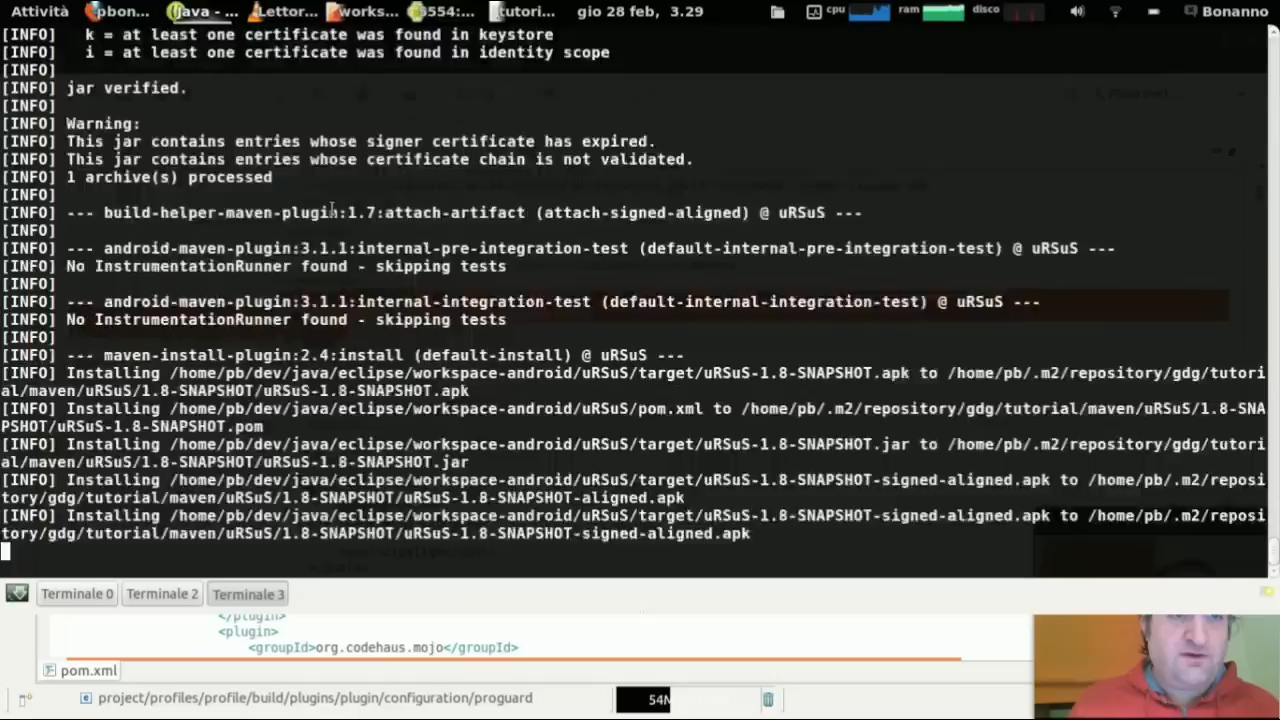 Attività pbon... (Java - ... Lettor... works... 5554:... tutori... gio 28 feb, 3.29 cpu ram disco Bonanno
[INFO] k = at least one certificate was found in keystore
[INFO] i = at least one certificate was found in identity scope
[INFO]
[INFO] jar verified.
[INFO]
[INFO] Warning:
[INFO] This jar contains entries whose signer certificate has expired.
[INFO] This jar contains entries whose certificate chain is not validated.
[INFO] 1 archive(s) processed
[INFO]
[INFO] --- build-helper-maven-plugin:1.7:attach-artifact (attach-signed-aligned) @ uRSuS ---
[INFO]
[INFO] --- android-maven-plugin:3.1.1:internal-pre-integration-test (default-internal-pre-integration-test) @ uRSuS ---
[INFO] No InstrumentationRunner found - skipping tests
[INFO]
[INFO] --- android-maven-plugin:3.1.1:internal-integration-test (default-internal-integration-test) @ uRSuS ---
[INFO] No InstrumentationRunner found - skipping tests
[INFO]
[INFO] --- maven-install-plugin:2.4:install (default-install) @ uRSuS ---
[INFO] Installing /home/pb/dev/java/eclipse/workspace-android/uRSuS/target/uRSuS-1.8-SNAPSHOT.apk to /home/pb/.m2/repository/gdg/tutori
al/maven/uRSuS/1.8-SNAPSHOT/uRSuS-1.8-SNAPSHOT.apk
[INFO] Installing /home/pb/dev/java/eclipse/workspace-android/uRSuS/pom.xml to /home/pb/.m2/repository/gdg/tutorial/maven/uRSuS/1.8-SNA
PSHOT/uRSuS-1.8-SNAPSHOT.pom
[INFO] Installing /home/pb/dev/java/eclipse/workspace-android/uRSuS/target/uRSuS-1.8-SNAPSHOT.jar to /home/pb/.m2/repository/gdg/tutori
al/maven/uRSuS/1.8-SNAPSHOT/uRSuS-1.8-SNAPSHOT.jar
[INFO] Installing /home/pb/dev/java/eclipse/workspace-android/uRSuS/target/uRSuS-1.8-SNAPSHOT-signed-aligned.apk to /home/pb/.m2/reposi
tory/gdg/tutorial/maven/uRSuS/1.8-SNAPSHOT/uRSuS-1.8-SNAPSHOT-aligned.apk
[INFO] Installing /home/pb/dev/java/eclipse/workspace-android/uRSuS/target/uRSuS-1.8-SNAPSHOT-signed-aligned.apk to /home/pb/.m2/reposi
tory/gdg/tutorial/maven/uRSuS/1.8-SNAPSHOT/uRSuS-1.8-SNAPSHOT-signed-aligned.apk
Terminale 0 Terminale 2 Terminale 3
</plugin>
<plugin>
<groupId>org.codehaus.mojo</groupId>
pom.xml
project/profiles/profile/build/plugins/plugin/configuration/proguard 54M